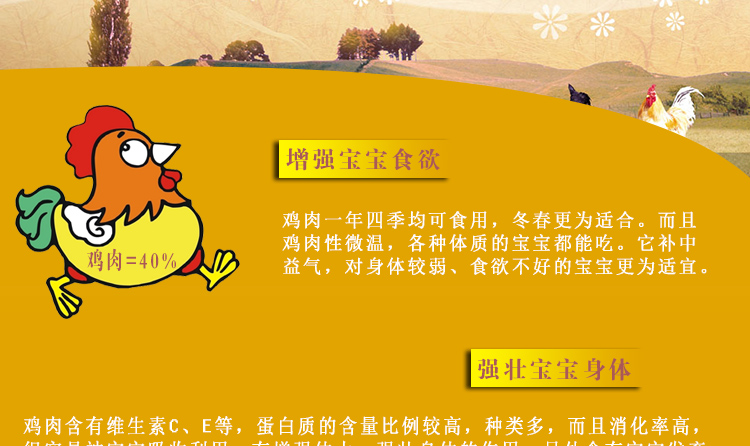 增强宝宝食欲
鸡肉一年四季均可食用，冬春更为适合。而且
鸡肉性微温，各种体质的宝宝都能吃。它补中
益气，对身体较弱、食欲不好的宝宝更为适宜。
鸡肉=40%
强壮宝宝身体
鸡肉含有维生素C、E等，蛋白质的含量比例较高，种类多，而且消化率高，